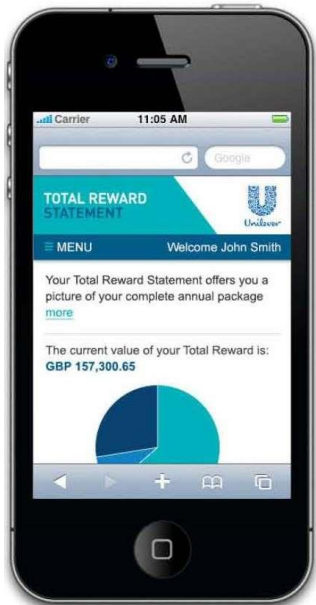 Carrier 11:05 AM
Google
TOTAL REWARD
STATEMENT
Unilever
≡ MENU Welcome John Smith
Your Total Reward Statement offers you a
picture of your complete annual package
more
The current value of your Total Reward is:
GBP 157,300.65